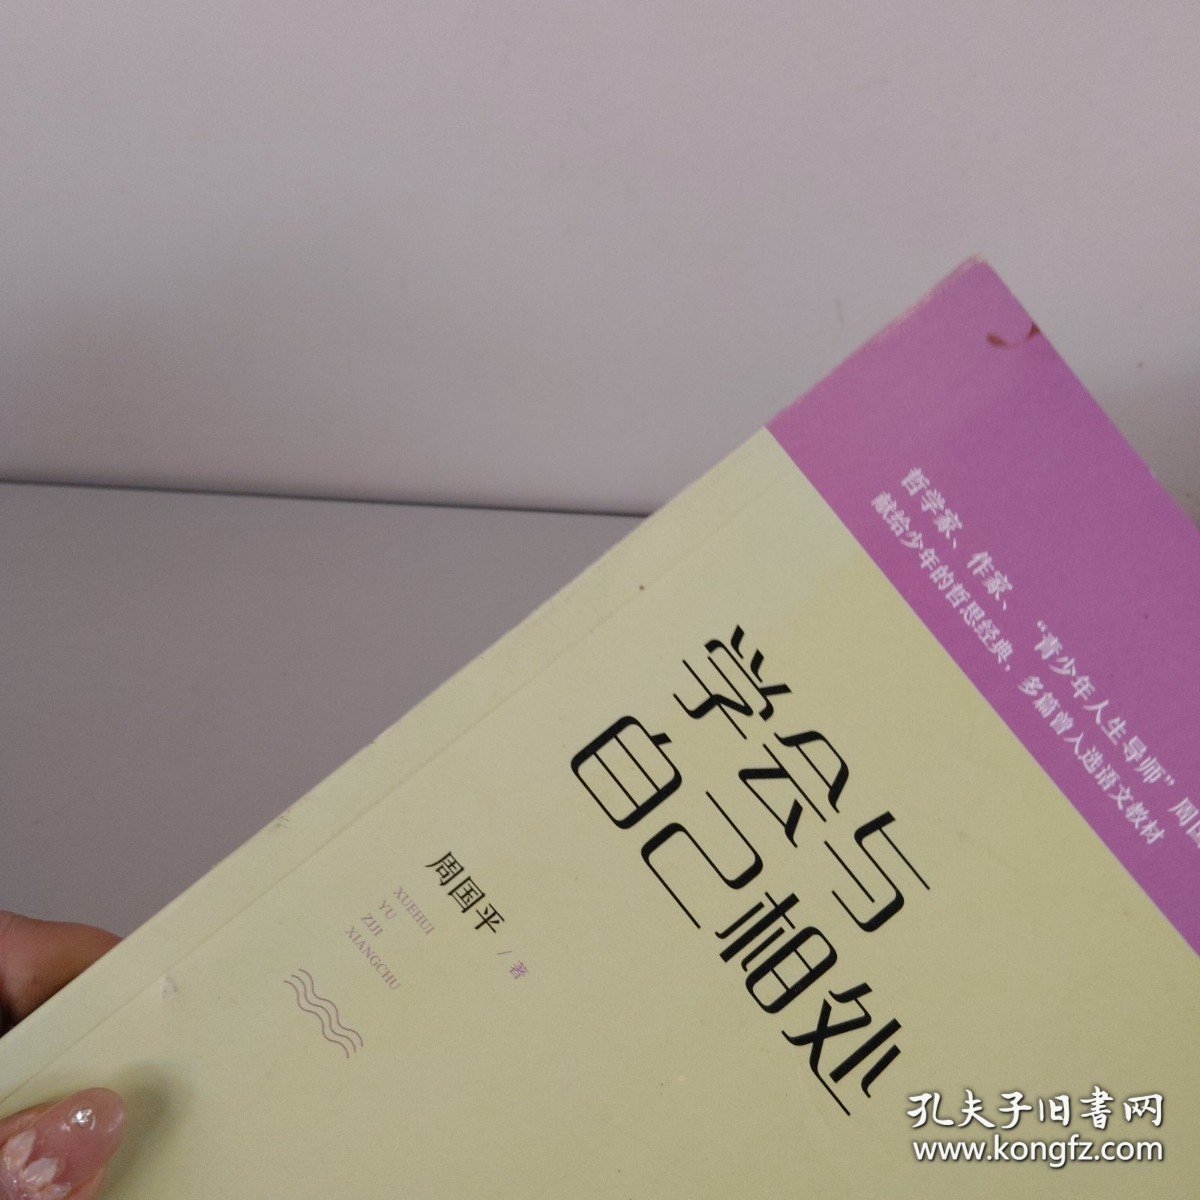 哲学家、作家、“青少年人生导师”周国
献给少年的哲思经典，多篇曾入选语文教材
学会与
自己相处
周国平/著
XUEHUI
YU
ZIJI
XIANGCHU
孔夫子旧书网
www.kongfz.com